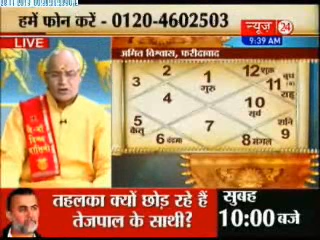 हमें फोन करें - 0120-4602503
न्यूज़ 24
LIVE
9:39 AM
अमित विश्वास, फरीदाबाद
12 शुक्र
बुध
11
राहु
1
गुरु
2
3
4
10
सूर्य
5
केतु
7
शनि
9
6 चंद्रमा
8 मंगल
तहलका क्यों छोड़ रहे हैं
तेजपाल के साथी?
सुबह
10:00 बजे